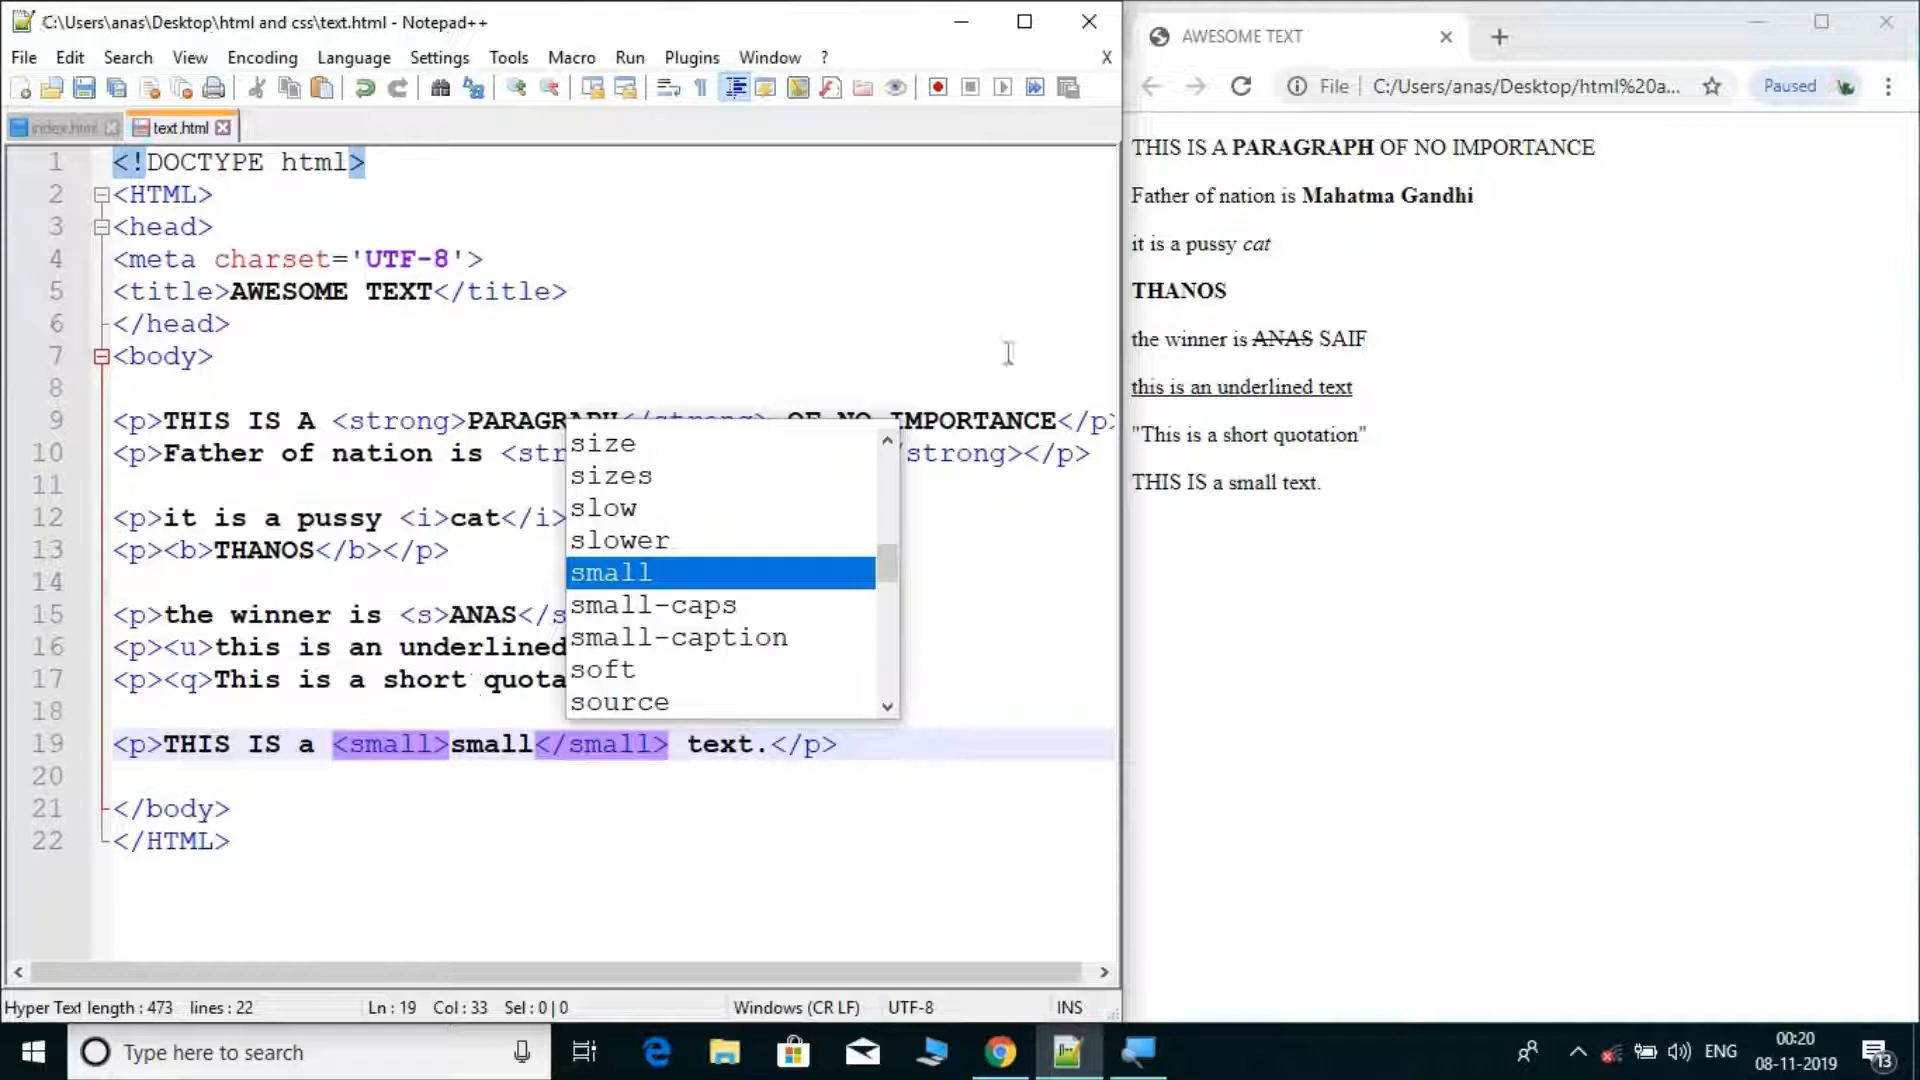 C:\Users\anas\Desktop\html and css\text.html - Notepad++
File Edit Search View Encoding Language Settings Tools Macro Run Plugins Window ? X
index.html text.html
1 <!DOCTYPE html>
2 <HTML>
3 <head>
4 <meta charset='UTF-8'>
5 <title>AWESOME TEXT</title>
6 </head>
7 <body>
8
9 <p>THIS IS A <strong>PARAGRAPH</strong> OF NO IMPORTANCE</p>
10 <p>Father of nation is <str strong></p>
11
12 <p>it is a pussy <i>cat</i>
13 <p><b>THANOS</b></p>
14
15 <p>the winner is <s>ANAS</s
16 <p><u>this is an underlined
17 <p><q>This is a short quota
18
19 <p>THIS IS a <small>small</small> text.</p>
20
21 </body>
22 </HTML>
size
sizes
slow
slower
small
small-caps
small-caption
soft
source
Hyper Text length : 473 lines : 22 Ln : 19 Col : 33 Sel : 0 | 0 Windows (CR LF) UTF-8 INS
AWESOME TEXT
File C:/Users/anas/Desktop/html%20a... Paused
THIS IS A PARAGRAPH OF NO IMPORTANCE
Father of nation is Mahatma Gandhi
it is a pussy cat
THANOS
the winner is ANAS SAIF
this is an underlined text
"This is a short quotation"
THIS IS a small text.
Type here to search
ENG
00:20
08-11-2019
13